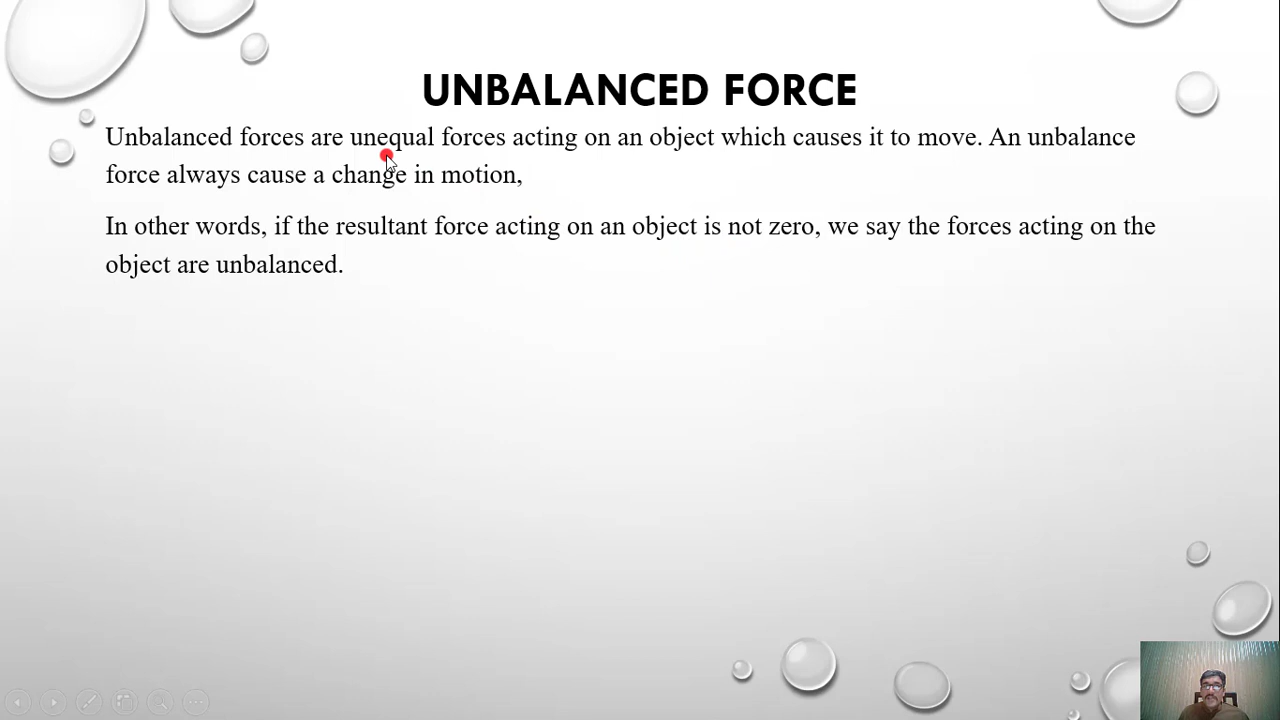 UNBALANCED FORCE
Unbalanced forces are unequal forces acting on an object which causes it to move. An unbalance
force always cause a change in motion,
In other words, if the resultant force acting on an object is not zero, we say the forces acting on the
object are unbalanced.